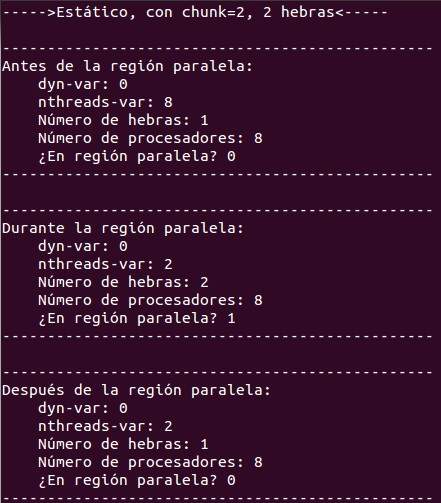 ----->Estático, con chunk=2, 2 hebras<-----
------------------------------------------------
Antes de la región paralela:
    dyn-var: 0
    nthreads-var: 8
    Número de hebras: 1
    Número de procesadores: 8
    ¿En región paralela? 0
------------------------------------------------
------------------------------------------------
Durante la región paralela:
    dyn-var: 0
    nthreads-var: 2
    Número de hebras: 2
    Número de procesadores: 8
    ¿En región paralela? 1
------------------------------------------------
------------------------------------------------
Después de la región paralela:
    dyn-var: 0
    nthreads-var: 2
    Número de hebras: 1
    Número de procesadores: 8
    ¿En región paralela? 0
------------------------------------------------